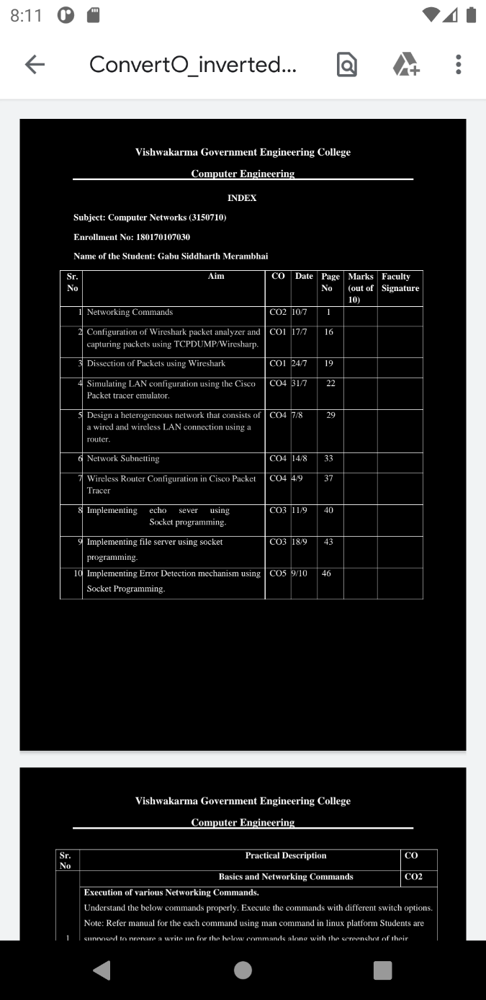 8:11
ConvertO_inverted...
Vishwakarma Government Engineering College
Computer Engineering
INDEX
Subject: Computer Networks (3150710)
Enrollment No: 180170107030
Name of the Student: Gabu Siddharth Merambhai
Sr. No Aim CO Date Page No Marks (out of 10) Faculty Signature
1 Networking Commands CO2 10/7 1
2 Configuration of Wireshark packet analyzer and CO1 17/7 16
capturing packets using TCPDUMP/Wiresharp.
3 Dissection of Packets using Wireshark CO1 24/7 19
4 Simulating LAN configuration using the Cisco CO4 31/7 22
Packet tracer emulator.
5 Design a heterogeneous network that consists of CO4 7/8 29
a wired and wireless LAN connection using a
router.
6 Network Subnetting CO4 14/8 33
7 Wireless Router Configuration in Cisco Packet CO4 4/9 37
Tracer
8 Implementing echo sever using CO3 11/9 40
Socket programming.
9 Implementing file server using socket CO3 18/9 43
programming.
10 Implementing Error Detection mechanism using CO5 9/10 46
Socket Programming.
Vishwakarma Government Engineering College
Computer Engineering
Sr. No Practical Description CO
Basics and Networking Commands CO2
Execution of various Networking Commands.
Understand the below commands properly. Execute the commands with different switch options.
Note: Refer manual for the each command using man command in linux platform Students are
1 supposed to prepare a write up for the below commands along with the screenshot of their